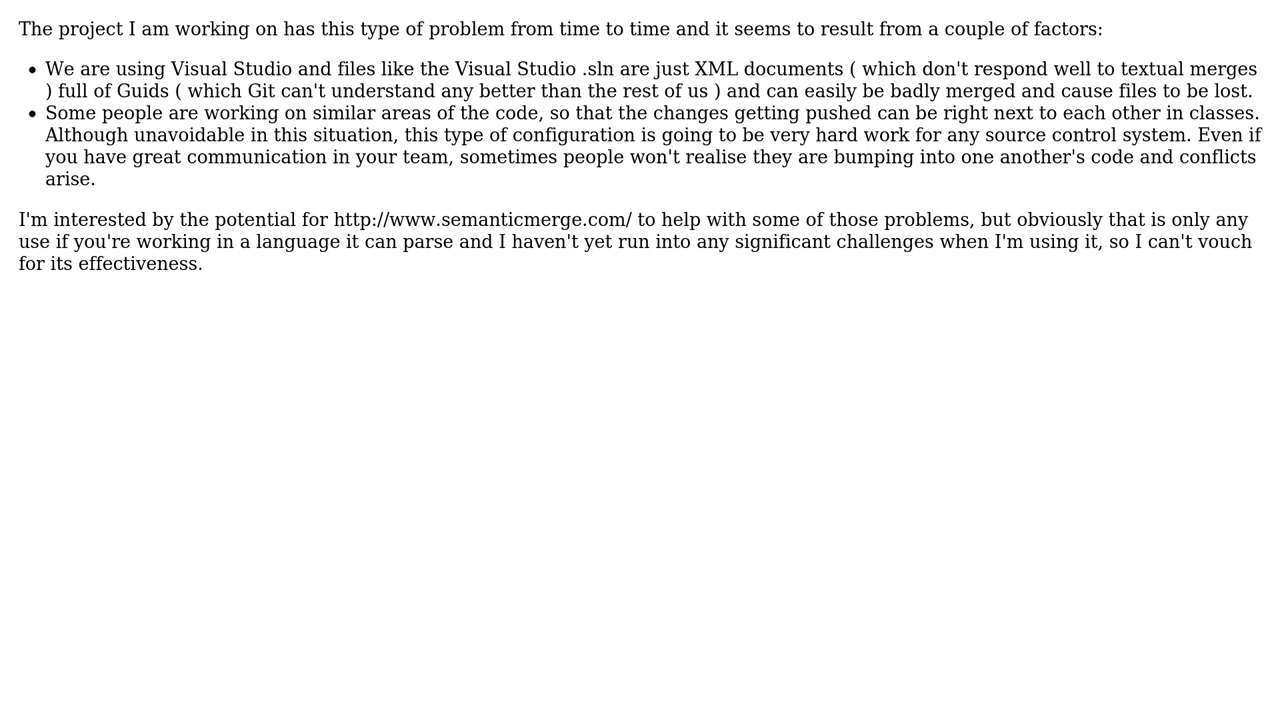 The project I am working on has this type of problem from time to time and it seems to result from a couple of factors:
• We are using Visual Studio and files like the Visual Studio .sln are just XML documents ( which don't respond well to textual merges
) full of Guids ( which Git can't understand any better than the rest of us ) and can easily be badly merged and cause files to be lost.
• Some people are working on similar areas of the code, so that the changes getting pushed can be right next to each other in classes.
Although unavoidable in this situation, this type of configuration is going to be very hard work for any source control system. Even if
you have great communication in your team, sometimes people won't realise they are bumping into one another's code and conflicts
arise.
I'm interested by the potential for http://www.semanticmerge.com/ to help with some of those problems, but obviously that is only any
use if you're working in a language it can parse and I haven't yet run into any significant challenges when I'm using it, so I can't vouch
for its effectiveness.